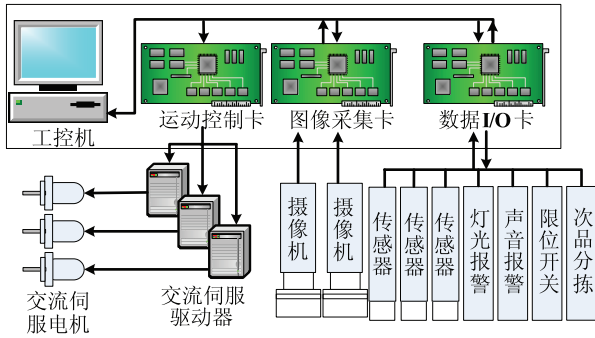 工控机
运动控制卡
图像采集卡
数据I/O卡
摄像机
摄像机
传感器
传感器
传感器
灯光报警
声音报警
限位开关
次品分拣
交流伺
服电机
交流伺服
驱动器